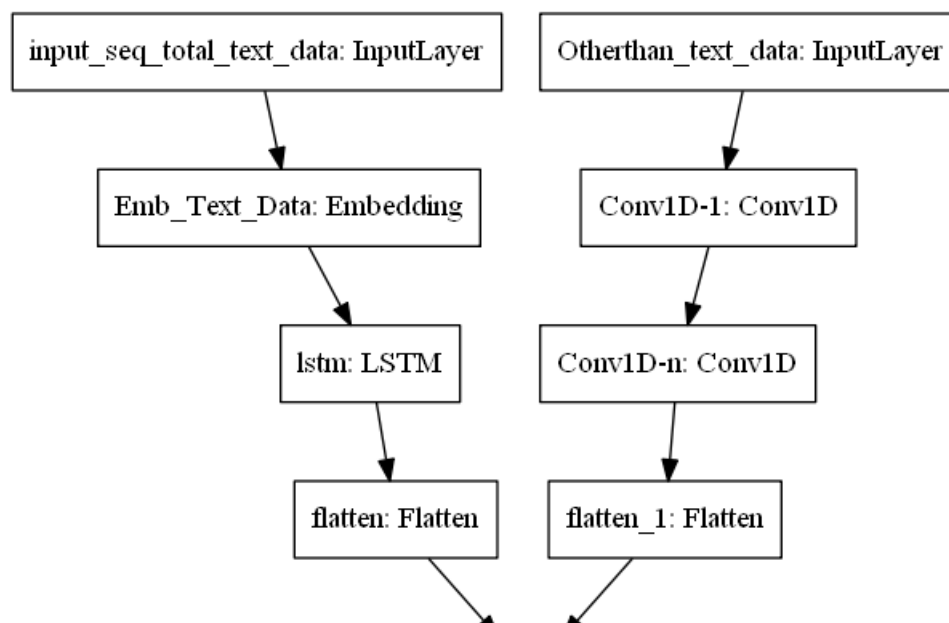 input_seq_total_text_data: InputLayer
Otherthan_text_data: InputLayer
Emb_Text_Data: Embedding
Conv1D-1: Conv1D
lstm: LSTM
Conv1D-n: Conv1D
flatten: Flatten
flatten_1: Flatten